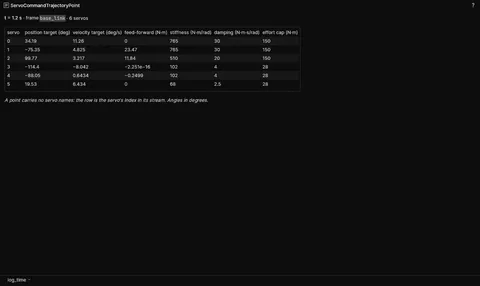 ServoCommandTrajectoryPoint ?
t = 1.2 s · frame base_link · 6 servos
servo position target (deg) velocity target (deg/s) feed-forward (N·m) stiffness (N·m/rad) damping (N·m·s/rad) effort cap (N·m)
0 34.19 11.26 0 765 30 150
1 −75.35 4.825 23.47 765 30 150
2 99.77 3.217 11.84 510 20 150
3 −114.4 −8.042 −2.251e−16 102 4 28
4 −88.05 0.6434 −0.2499 102 4 28
5 19.53 6.434 0 68 2.5 28
A point carries no servo names: the row is the servo's index in its stream. Angles in degrees.
log_time